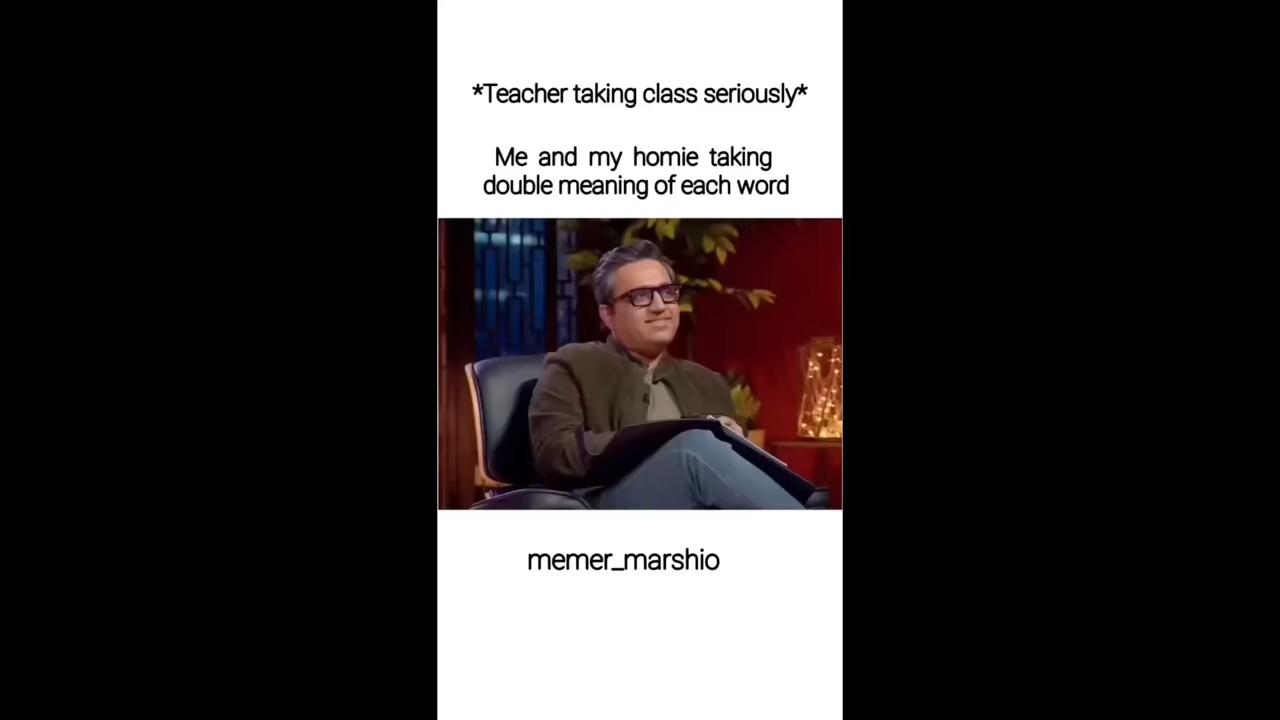 *Teacher taking class seriously*
Me and my homie taking
double meaning of each word
memer_marshio